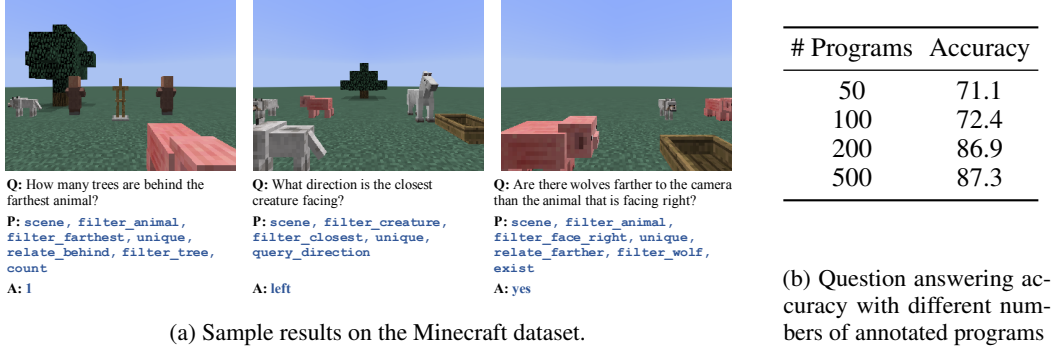 Q: How many trees are behind the
farthest animal?
P: scene, filter_animal,
filter_farthest, unique,
relate_behind, filter_tree,
count
A: 1
Q: What direction is the closest
creature facing?
P: scene, filter_creature,
filter_closest, unique,
query_direction
A: left
Q: Are there wolves farther to the camera
than the animal that is facing right?
P: scene, filter_animal,
filter_face_right, unique,
relate_farther, filter_wolf,
exist
A: yes
(a) Sample results on the Minecraft dataset.
# Programs Accuracy
50 71.1
100 72.4
200 86.9
500 87.3
(b) Question answering ac-
curacy with different num-
bers of annotated programs